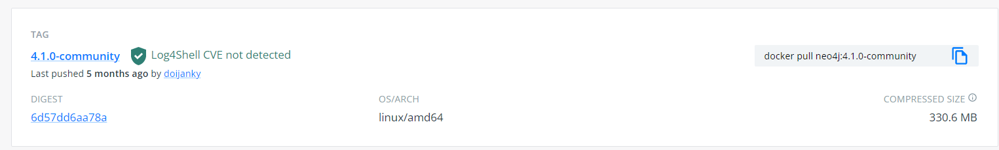 TAG
4.1.0-community Log4Shell CVE not detected
docker pull neo4j:4.1.0-community
Last pushed 5 months ago by doijanky
DIGEST OS/ARCH COMPRESSED SIZE
6d57dd6aa78a linux/amd64 330.6 MB